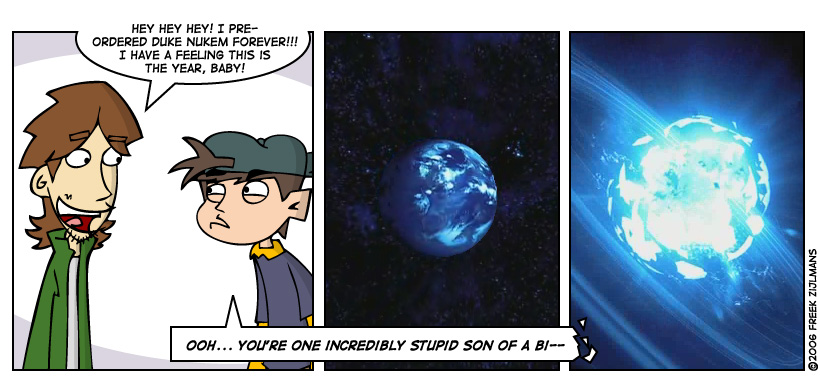 HEY HEY HEY! I PRE-
ORDERED DUKE NUKEM FOREVER!!!
I HAVE A FEELING THIS IS
THE YEAR, BABY!
OOH... YOU'RE ONE INCREDIBLY STUPID SON OF A BI--
©2006 FREEK ZIJLMANS